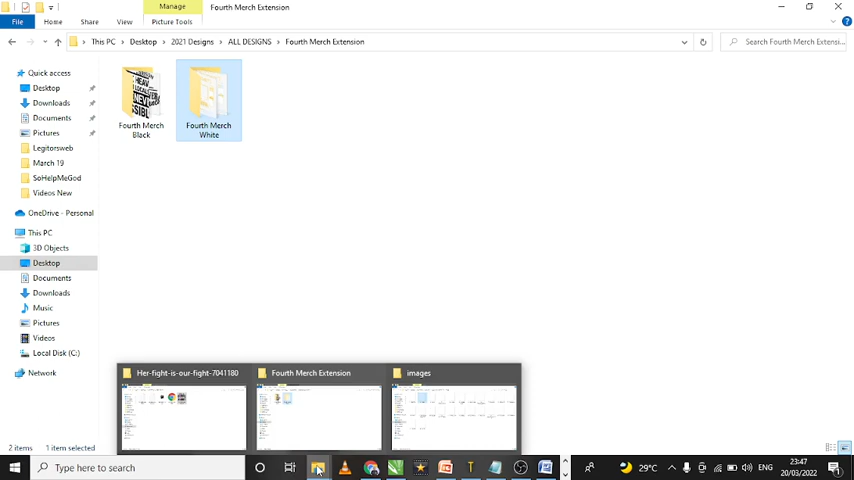 Manage
Fourth Merch Extension
File
Home
Share
View
Picture Tools
This PC
Desktop
2021 Designs
ALL DESIGNS
Fourth Merch Extension
Search Fourth Merch Extensi...
Quick access
Desktop
Downloads
Documents
Pictures
Legitorsweb
March 19
SoHelpMeGod
Videos New
OneDrive - Personal
This PC
3D Objects
Desktop
Documents
Downloads
Music
Pictures
Videos
Local Disk (C:)
Network
HEAV
NEV
SSIBL
Fourth Merch
Black
Fourth Merch
White
Her-fight-is-our-fight-7041180
Fourth Merch Extension
images
2 items
1 item selected
Type here to search
29°C
ENG
23:47
20/03/2022
1